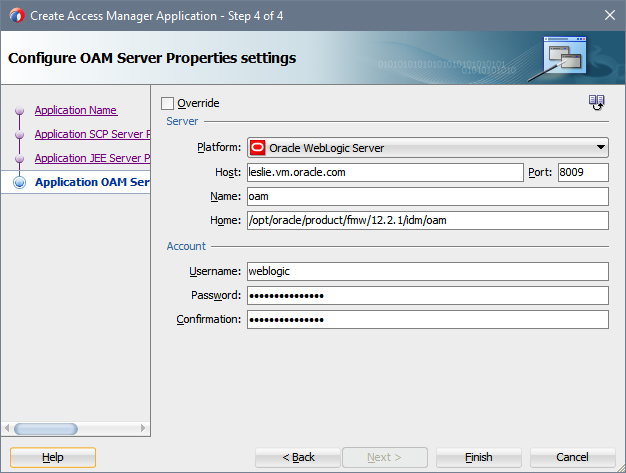 Create Access Manager Application - Step 4 of 4
Configure OAM Server Properties settings
Application Name
Application SCP Server P
Application JEE Server P
Application OAM Ser
Override
Server
Platform: Oracle WebLogic Server
Host: leslie.vm.oracle.com Port: 8009
Name: oam
Home: /opt/oracle/product/fmw/12.2.1/idm/oam
Account
Username: weblogic
Password: •••••••••••••••
Confirmation: •••••••••••••••
Help < Back Next > Finish Cancel